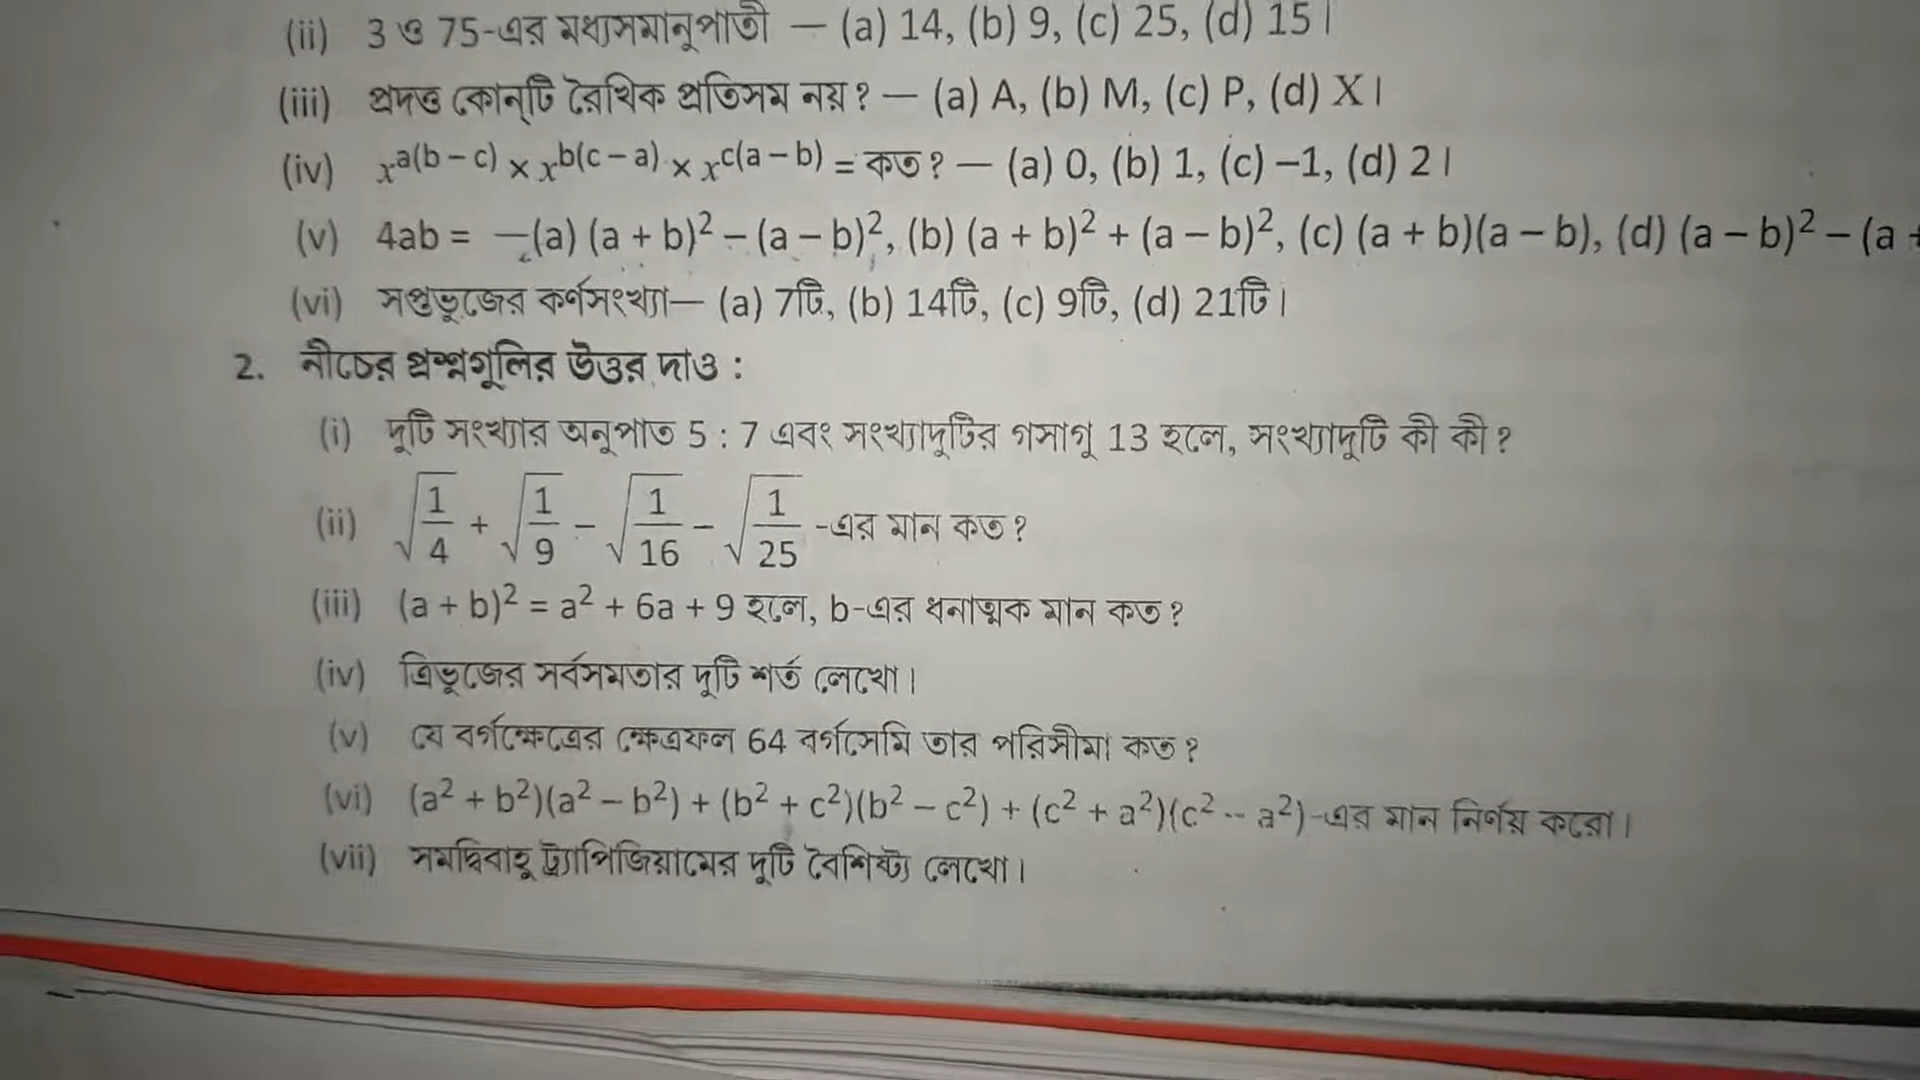 (ii) 3 ও 75-এর মধ্যসমানুপাতী — (a) 14, (b) 9, (c) 25, (d) 15।
(iii) প্রদত্ত কোন্‌টি রৈখিক প্রতিসম নয়? — (a) A, (b) M, (c) P, (d) X।
(iv) x^{a(b – c)} × x^{b(c – a)} × x^{c(a – b)} = কত? — (a) 0, (b) 1, (c) –1, (d) 2।
(v) 4ab = —(a) (a + b)² – (a – b)², (b) (a + b)² + (a – b)², (c) (a + b)(a – b), (d) (a – b)² – (a +
(vi) সপ্তভুজের কর্ণসংখ্যা— (a) 7টি, (b) 14টি, (c) 9টি, (d) 21টি।
2. নীচের প্রশ্নগুলির উত্তর দাও :
(i) দুটি সংখ্যার অনুপাত 5 : 7 এবং সংখ্যাদুটির গসাগু 13 হলে, সংখ্যাদুটি কী কী?
(ii) √(1/4) + √(1/9) – √(1/16) – √(1/25) -এর মান কত?
(iii) (a + b)² = a² + 6a + 9 হলে, b-এর ধনাত্মক মান কত?
(iv) ত্রিভুজের সর্বসমতার দুটি শর্ত লেখো।
(v) যে বর্গক্ষেত্রের ক্ষেত্রফল 64 বর্গসেমি তার পরিসীমা কত?
(vi) (a² + b²)(a² – b²) + (b² + c²)(b² – c²) + (c² + a²)(c² – a²)-এর মান নির্ণয় করো।
(vii) সমদ্বিবাহু ট্র্যাপিজিয়ামের দুটি বৈশিষ্ট্য লেখো।